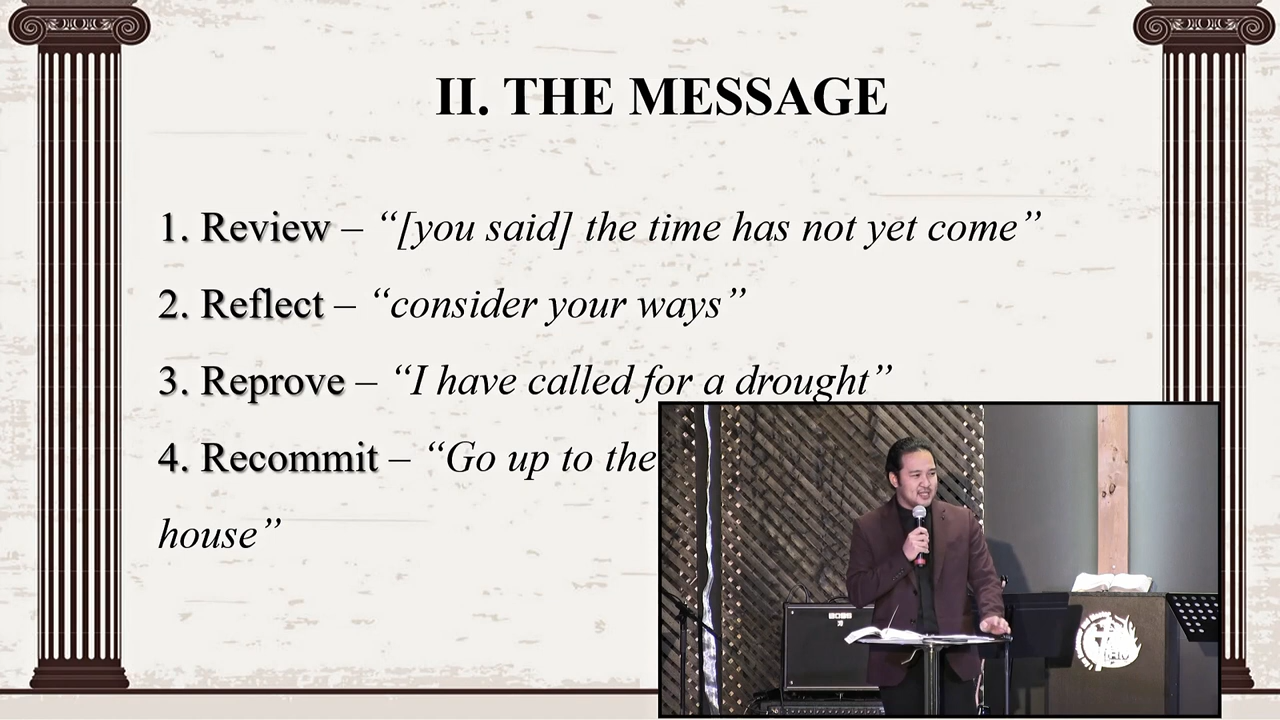 II. THE MESSAGE
1. Review – “[you said] the time has not yet come”
2. Reflect – “consider your ways”
3. Reprove – “I have called for a drought”
4. Recommit – “Go up to the
house”
BOSS